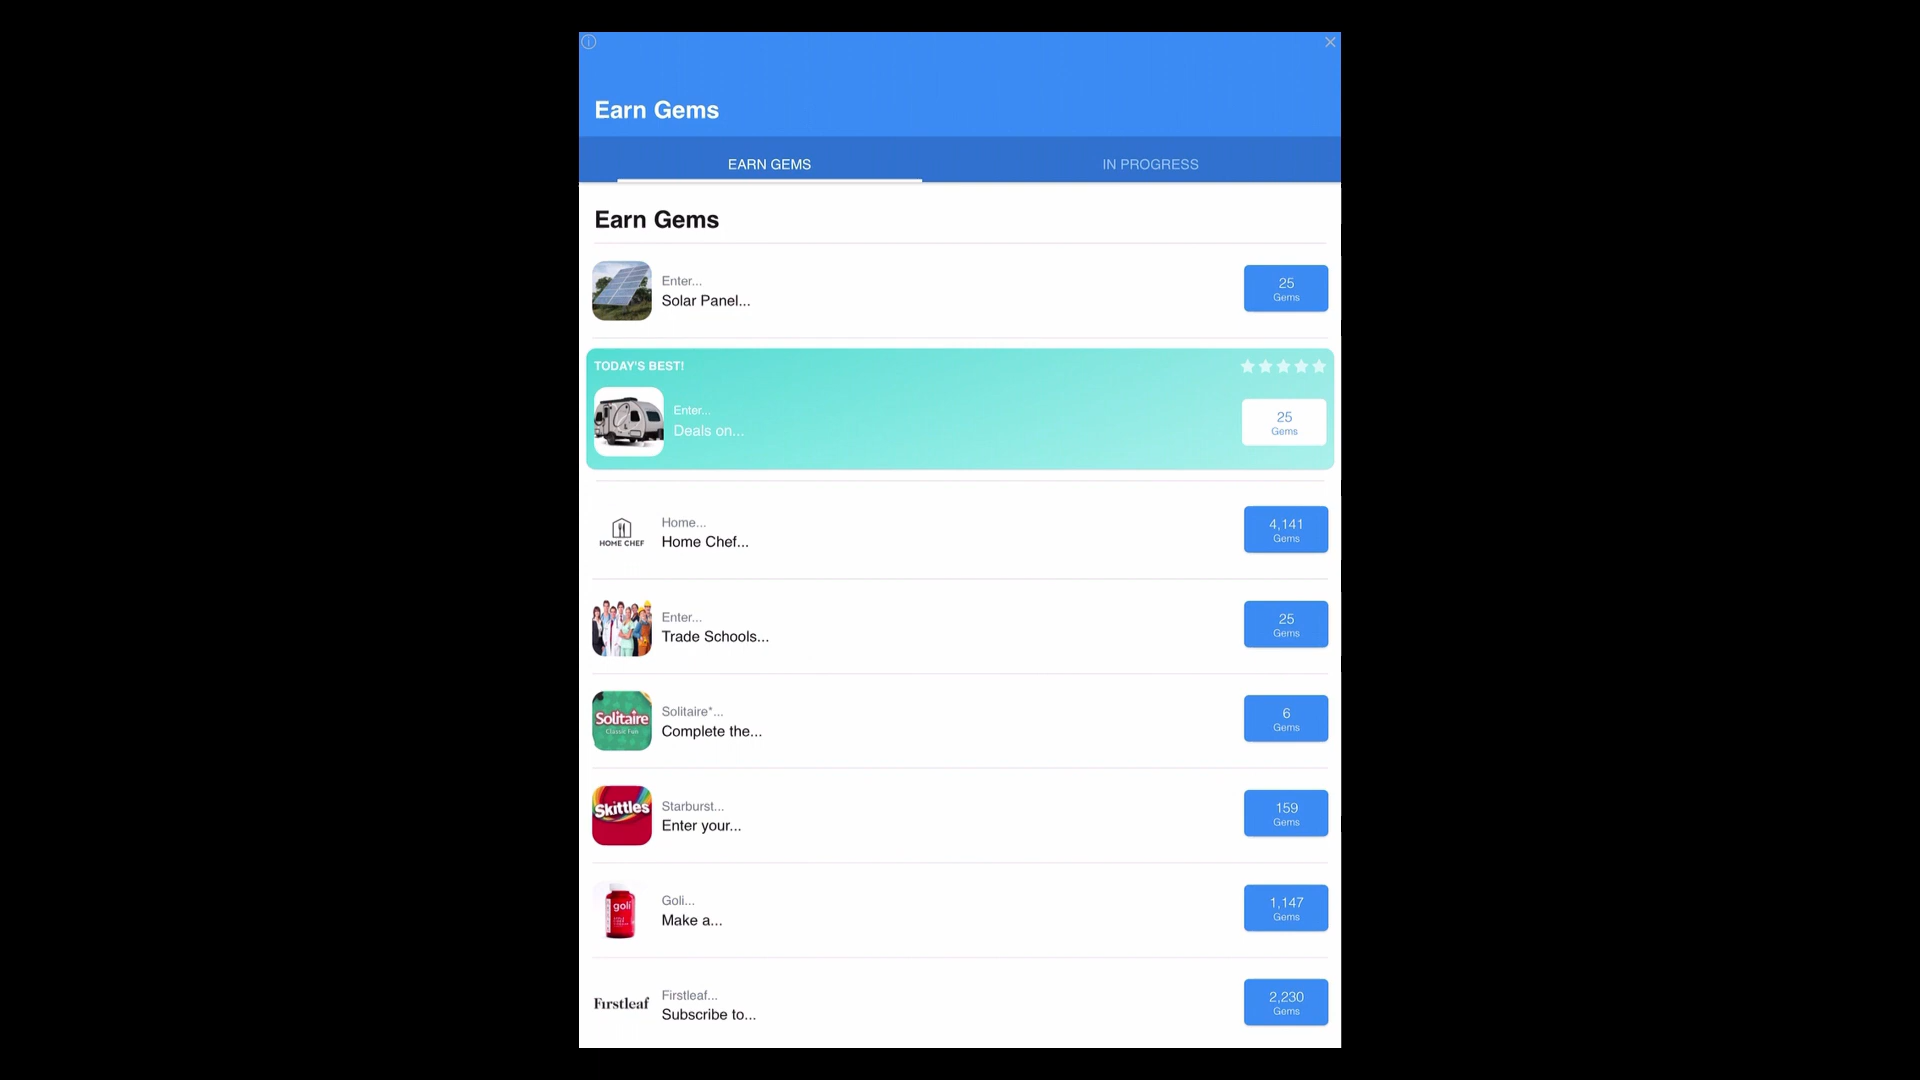 Earn Gems
EARN GEMS
IN PROGRESS
Earn Gems
Enter...
Solar Panel...
25
Gems
TODAY'S BEST!
Enter...
Deals on...
25
Gems
HOME CHEF
Home...
Home Chef...
4,141
Gems
Enter...
Trade Schools...
25
Gems
Solitaire
Classic Fun
Solitaire*...
Complete the...
6
Gems
Skittles
Starburst...
Enter your...
159
Gems
goli
Goli...
Make a...
1,147
Gems
Firstleaf
Firstleaf...
Subscribe to...
2,230
Gems